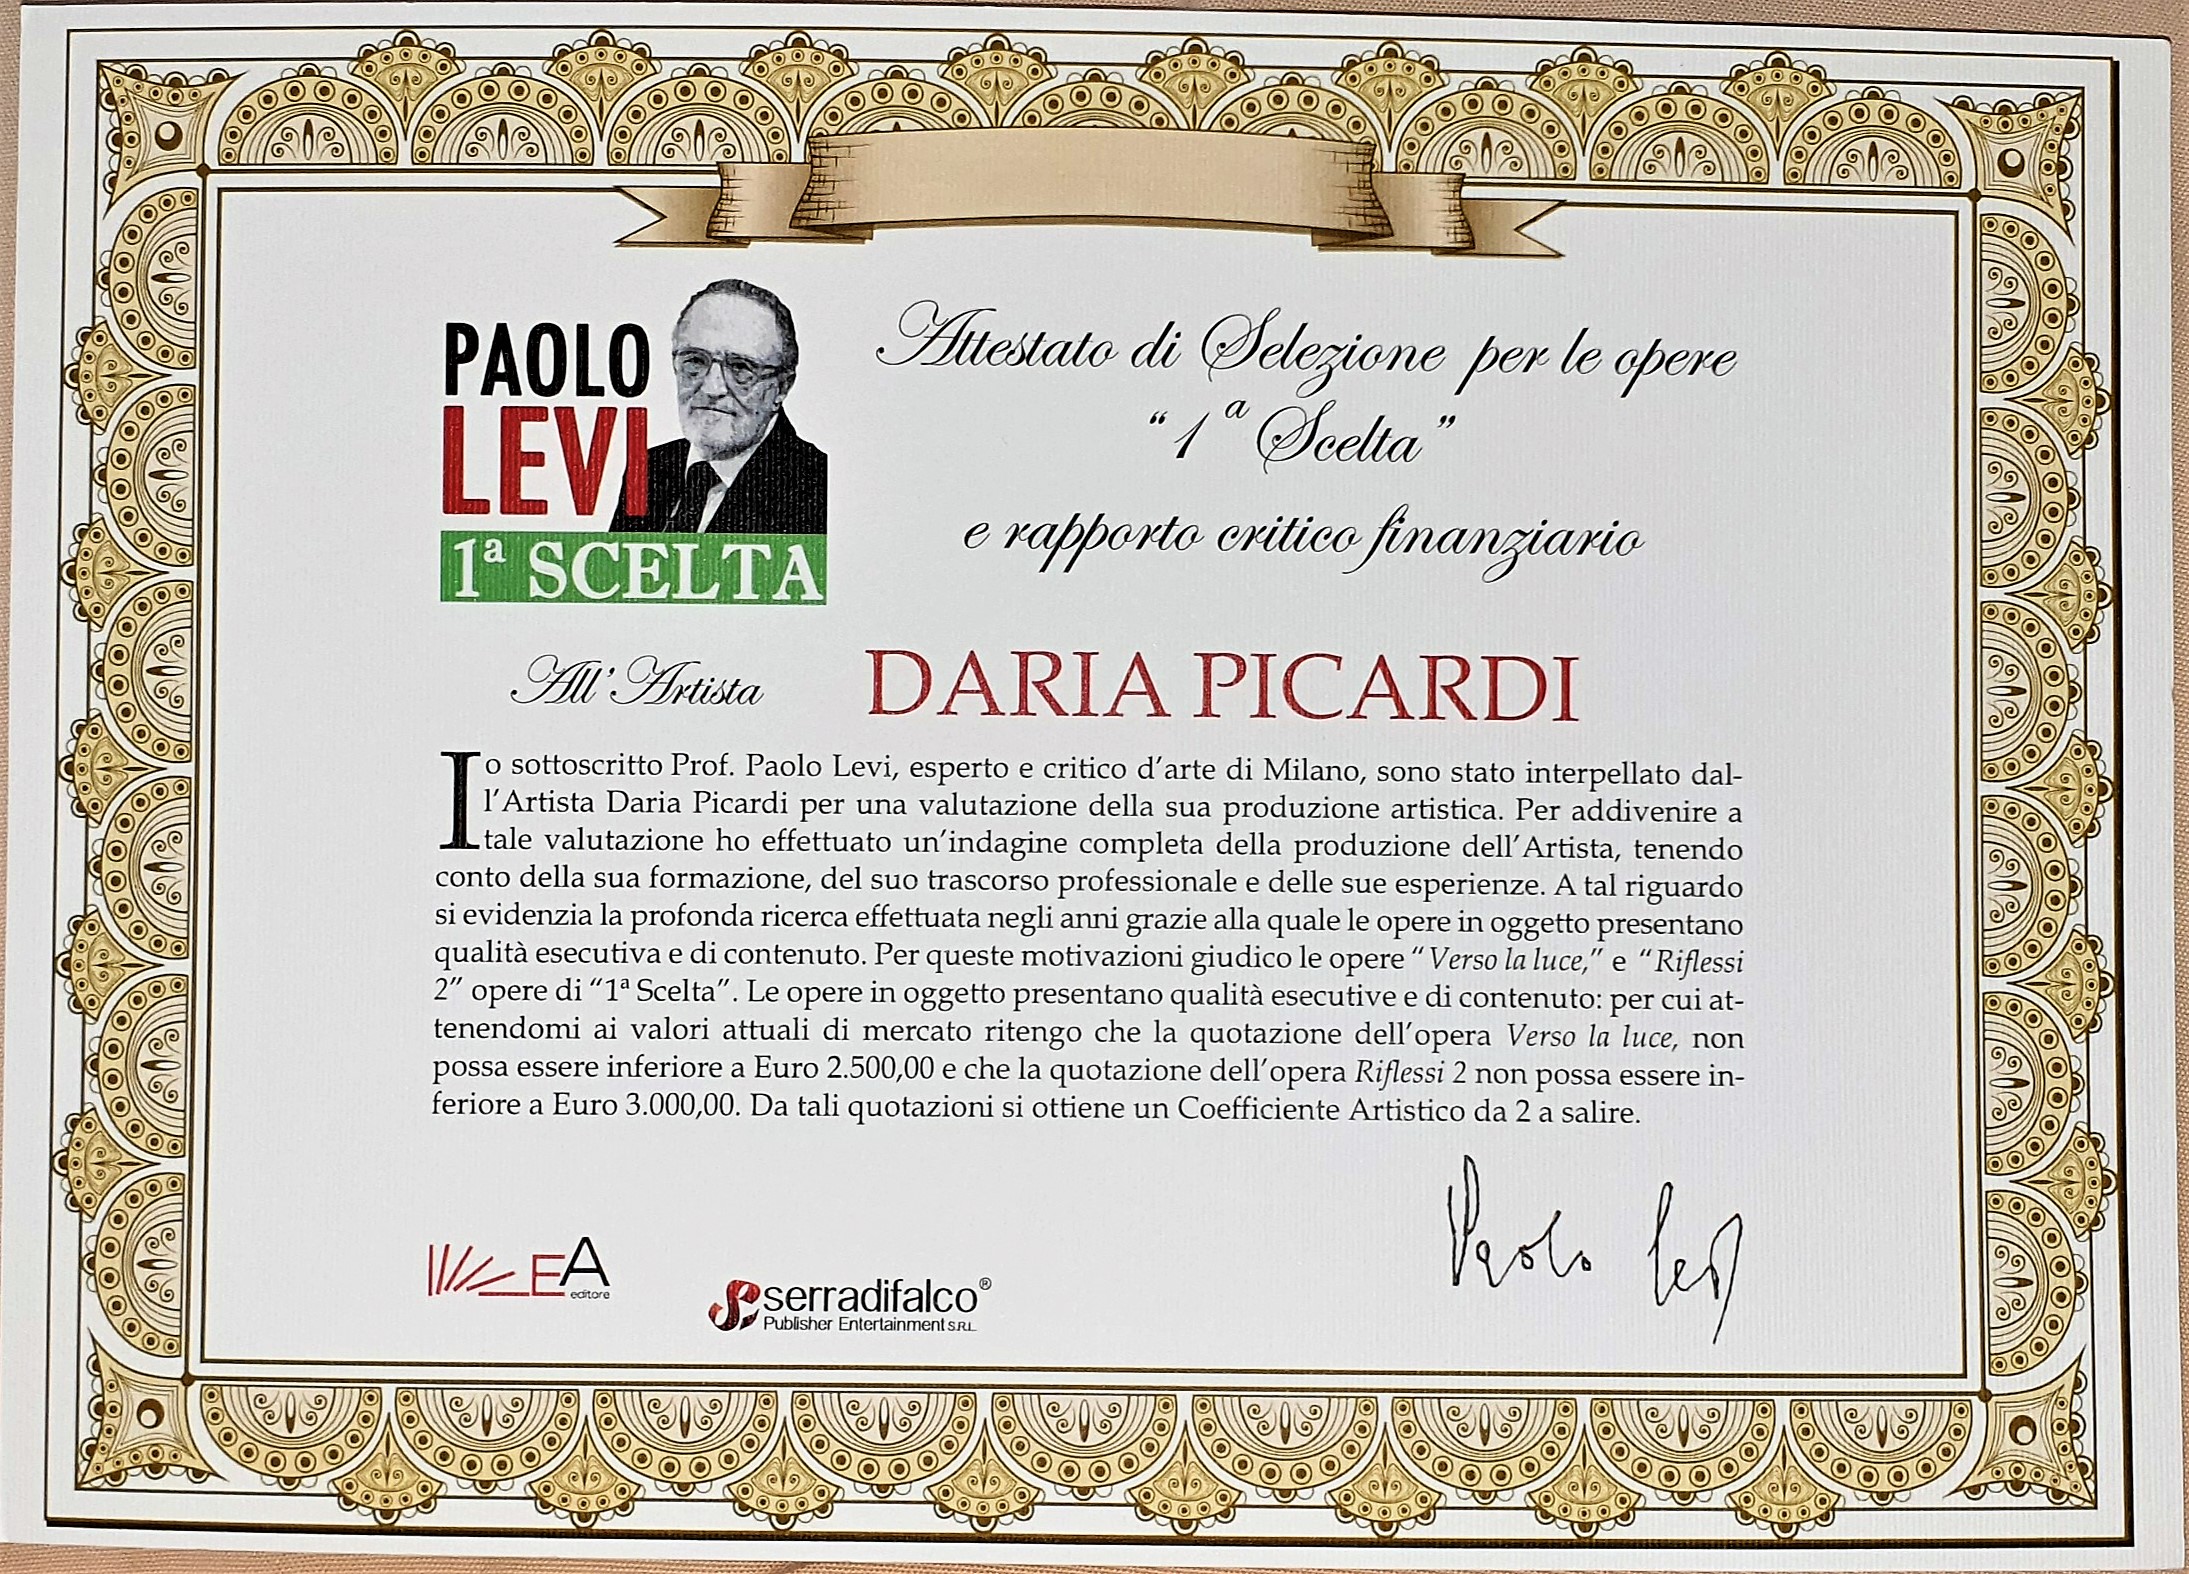 PAOLO
LEVI
1ª SCELTA
Attestato di Selezione per le opere
“1ª Scelta”
e rapporto critico finanziario
All’Artista DARIA PICARDI
Io sottoscritto Prof. Paolo Levi, esperto e critico d’arte di Milano, sono stato interpellato dal-
l’Artista Daria Picardi per una valutazione della sua produzione artistica. Per addivenire a
tale valutazione ho effettuato un’indagine completa della produzione dell’Artista, tenendo
conto della sua formazione, del suo trascorso professionale e delle sue esperienze. A tal riguardo
si evidenzia la profonda ricerca effettuata negli anni grazie alla quale le opere in oggetto presentano
qualità esecutiva e di contenuto. Per queste motivazioni giudico le opere “Verso la luce,” e “Riflessi
2” opere di “1ª Scelta”. Le opere in oggetto presentano qualità esecutive e di contenuto: per cui at-
tenendomi ai valori attuali di mercato ritengo che la quotazione dell’opera Verso la luce, non
possa essere inferiore a Euro 2.500,00 e che la quotazione dell’opera Riflessi 2 non possa essere in-
feriore a Euro 3.000,00. Da tali quotazioni si ottiene un Coefficiente Artistico da 2 a salire.
Paolo Levi
EA
editore
serradifalco®
Publisher Entertainment S.R.L.